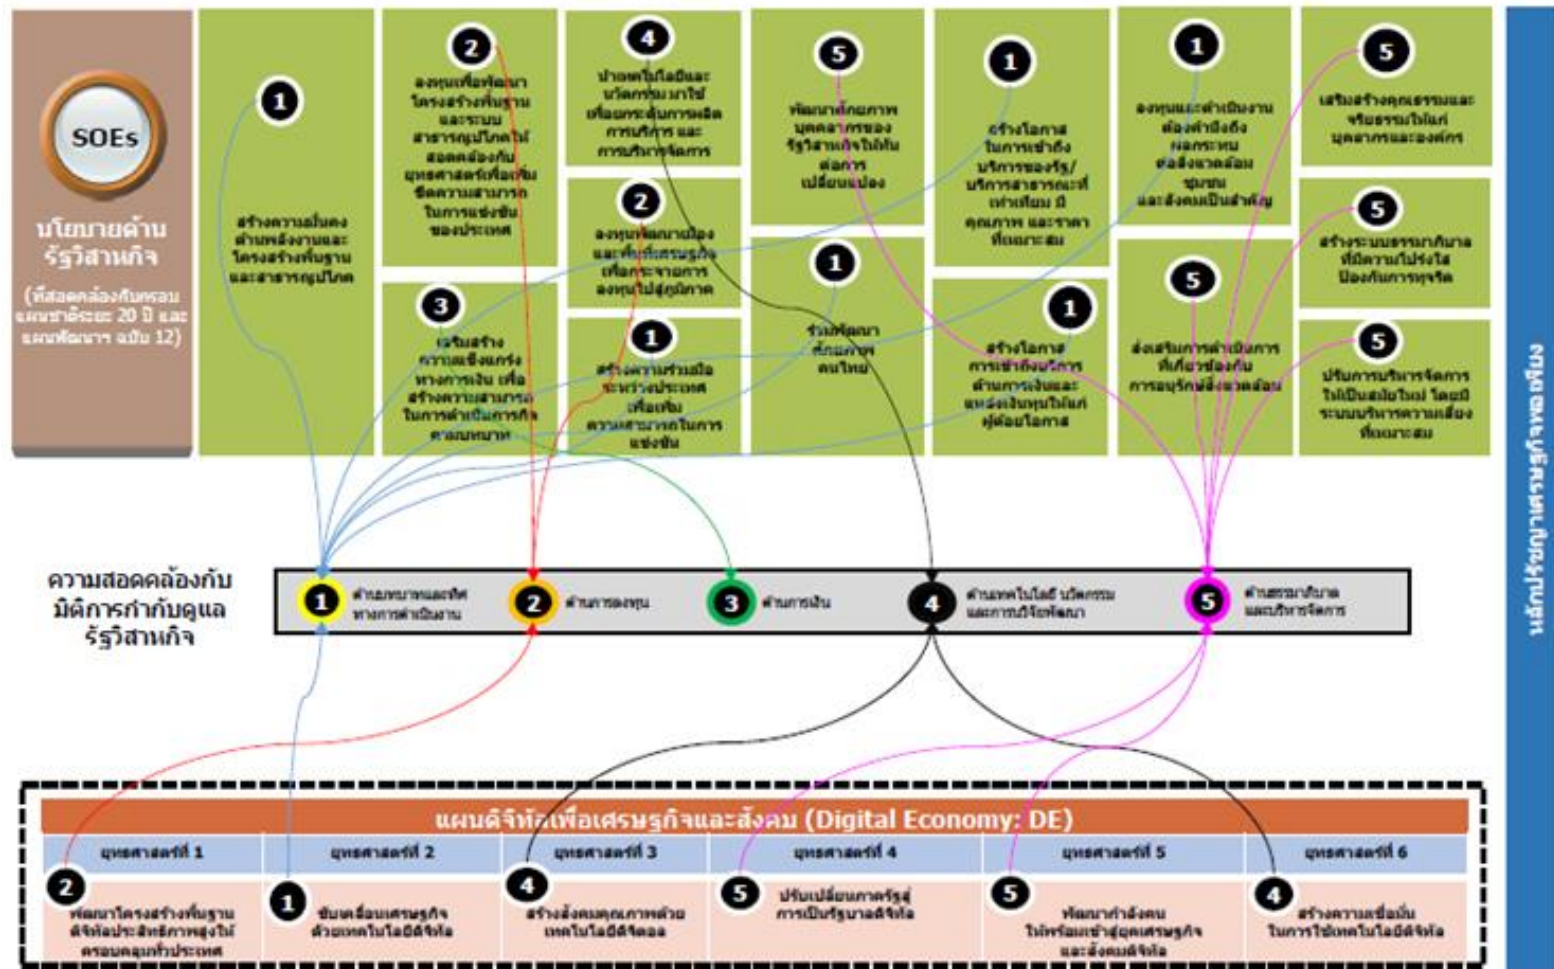 SOEs
นโยบายด้าน
รัฐวิสาหกิจ
(ที่สอดคล้องกับกรอบ
แผนชาติระยะ 20 ปี และ
แผนพัฒนาฯ ฉบับ 12)
1
สร้างความมั่นคง
ด้านพลังงานและ
โครงสร้างพื้นฐาน
และสาธารณูปโภค
2
ลงทุนเพื่อพัฒนา
โครงสร้างพื้นฐาน
และระบบ
สาธารณูปโภคให้
สอดคล้องกับ
ยุทธศาสตร์เพื่อเพิ่ม
ขีดความสามารถ
ในการแข่งขัน
ของประเทศ
3
เสริมสร้าง
ความแข็งแกร่ง
ทางการเงิน เพื่อ
สร้างความสามารถ
ในการดำเนินภารกิจ
ตามบทบาท
4
นำเทคโนโลยีและ
นวัตกรรมมาใช้
เพื่อยกระดับการผลิต
การบริการ และ
การบริหารจัดการ
2
ลงทุนพัฒนาเมือง
และพื้นที่เศรษฐกิจ
เพื่อกระจายการ
ลงทุนไปสู่ภูมิภาค
1
สร้างความร่วมมือ
ระหว่างประเทศ
เพื่อเพิ่ม
ความสามารถในการ
แข่งขัน
5
พัฒนาศักยภาพ
บุคลากรของ
รัฐวิสาหกิจให้ทัน
ต่อการ
เปลี่ยนแปลง
1
ร่วมพัฒนา
ศักยภาพ
คนไทย
1
สร้างโอกาส
ในการเข้าถึง
บริการของรัฐ/
บริการสาธารณะที่
เท่าเทียม มี
คุณภาพ และราคา
ที่เหมาะสม
1
สร้างโอกาส
การเข้าถึงบริการ
ด้านการเงินและ
แหล่งเงินทุนให้แก่
ผู้ด้อยโอกาส
1
ลงทุนและดำเนินงาน
ต้องคำนึงถึง
ผลกระทบ
ต่อสิ่งแวดล้อม
ชุมชน
และสังคมเป็นสำคัญ
5
ส่งเสริมการดำเนินการ
ที่เกี่ยวข้องกับ
การอนุรักษ์สิ่งแวดล้อม
5
เสริมสร้างคุณธรรมและ
จริยธรรมให้แก่
บุคลากรและองค์กร
5
สร้างระบบธรรมาภิบาล
ที่มีความโปร่งใส
ป้องกันการทุจริต
5
ปรับการบริหารจัดการ
ให้เป็นสมัยใหม่ โดยมี
ระบบบริหารความเสี่ยง
ที่เหมาะสม
หลักปรัชญาเศรษฐกิจพอเพียง
ความสอดคล้องกับ
มิติการกำกับดูแล
รัฐวิสาหกิจ
1
ด้านบทบาทและทิศ
ทางการดำเนินงาน
2
ด้านการลงทุน
3
ด้านการเงิน
4
ด้านเทคโนโลยี นวัตกรรม
และการวิจัยพัฒนา
5
ด้านธรรมาภิบาล
และบริหารจัดการ
แผนดิจิทัลเพื่อเศรษฐกิจและสังคม (Digital Economy: DE)
ยุทธศาสตร์ที่ 1
ยุทธศาสตร์ที่ 2
ยุทธศาสตร์ที่ 3
ยุทธศาสตร์ที่ 4
ยุทธศาสตร์ที่ 5
ยุทธศาสตร์ที่ 6
2
พัฒนาโครงสร้างพื้นฐาน
ดิจิทัลประสิทธิภาพสูงให้
ครอบคลุมทั่วประเทศ
1
ขับเคลื่อนเศรษฐกิจ
ด้วยเทคโนโลยีดิจิทัล
4
สร้างสังคมคุณภาพด้วย
เทคโนโลยีดิจิตอล
5
ปรับเปลี่ยนภาครัฐสู่
การเป็นรัฐบาลดิจิทัล
5
พัฒนากำลังคน
ให้พร้อมเข้าสู่ยุคเศรษฐกิจ
และสังคมดิจิทัล
4
สร้างความเชื่อมั่น
ในการใช้เทคโนโลยีดิจิทัล